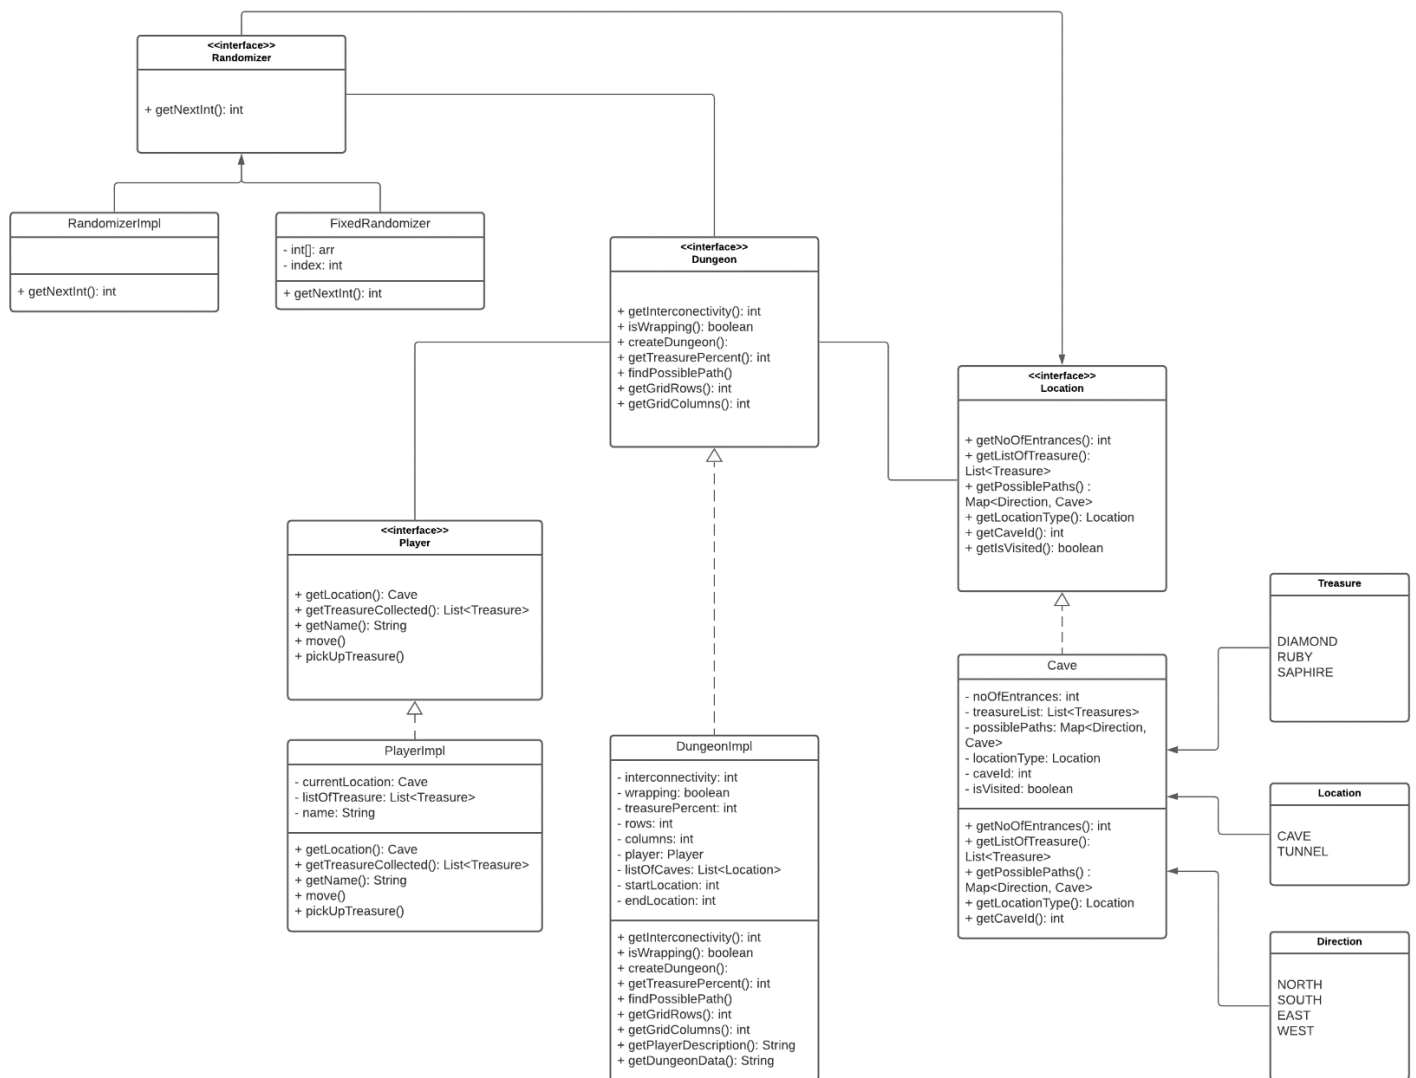 <<interface>>
Randomizer
+ getNextInt(): int
RandomizerImpl
+ getNextInt(): int
FixedRandomizer
- int[]: arr
- index: int
+ getNextInt(): int
<<interface>>
Dungeon
+ getInterconectivity(): int
+ isWrapping(): boolean
+ createDungeon():
+ getTreasurePercent(): int
+ findPossiblePath()
+ getGridRows(): int
+ getGridColumns(): int
<<interface>>
Location
+ getNoOfEntrances(): int
+ getListOfTreasure():
List<Treasure>
+ getPossiblePaths() :
Map<Direction, Cave>
+ getLocationType(): Location
+ getCaveId(): int
+ getIsVisited(): boolean
<<interface>>
Player
+ getLocation(): Cave
+ getTreasureCollected(): List<Treasure>
+ getName(): String
+ move()
+ pickUpTreasure()
PlayerImpl
- currentLocation: Cave
- listOfTreasure: List<Treasure>
- name: String
+ getLocation(): Cave
+ getTreasureCollected(): List<Treasure>
+ getName(): String
+ move()
+ pickUpTreasure()
DungeonImpl
- interconnectivity: int
- wrapping: boolean
- treasurePercent: int
- rows: int
- columns: int
- player: Player
- listOfCaves: List<Location>
- startLocation: int
- endLocation: int
+ getInterconectivity(): int
+ isWrapping(): boolean
+ createDungeon():
+ getTreasurePercent(): int
+ findPossiblePath()
+ getGridRows(): int
+ getGridColumns(): int
+ getPlayerDescription(): String
+ getDungeonData(): String
Cave
- noOfEntrances: int
- treasureList: List<Treasures>
- possiblePaths: Map<Direction,
Cave>
- locationType: Location
- caveId: int
- isVisited: boolean
+ getNoOfEntrances(): int
+ getListOfTreasure():
List<Treasure>
+ getPossiblePaths() :
Map<Direction, Cave>
+ getLocationType(): Location
+ getCaveId(): int
Treasure
DIAMOND
RUBY
SAPHIRE
Location
CAVE
TUNNEL
Direction
NORTH
SOUTH
EAST
WEST